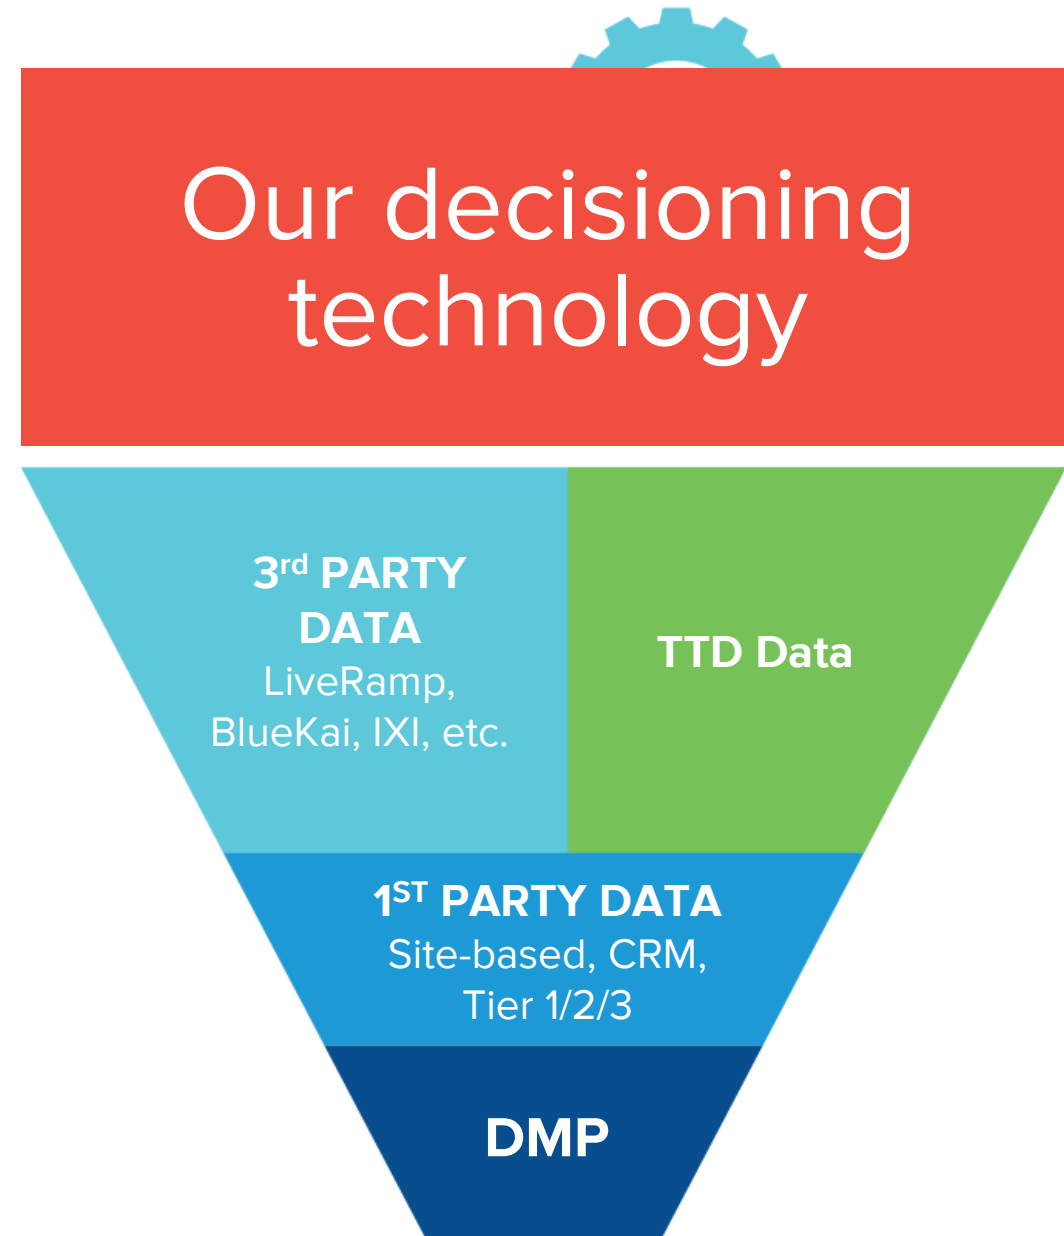 Our decisioning
technology
3rd PARTY
DATA
LiveRamp,
BlueKai, IXI, etc.
TTD Data
1ST PARTY DATA
Site-based, CRM,
Tier 1/2/3
DMP